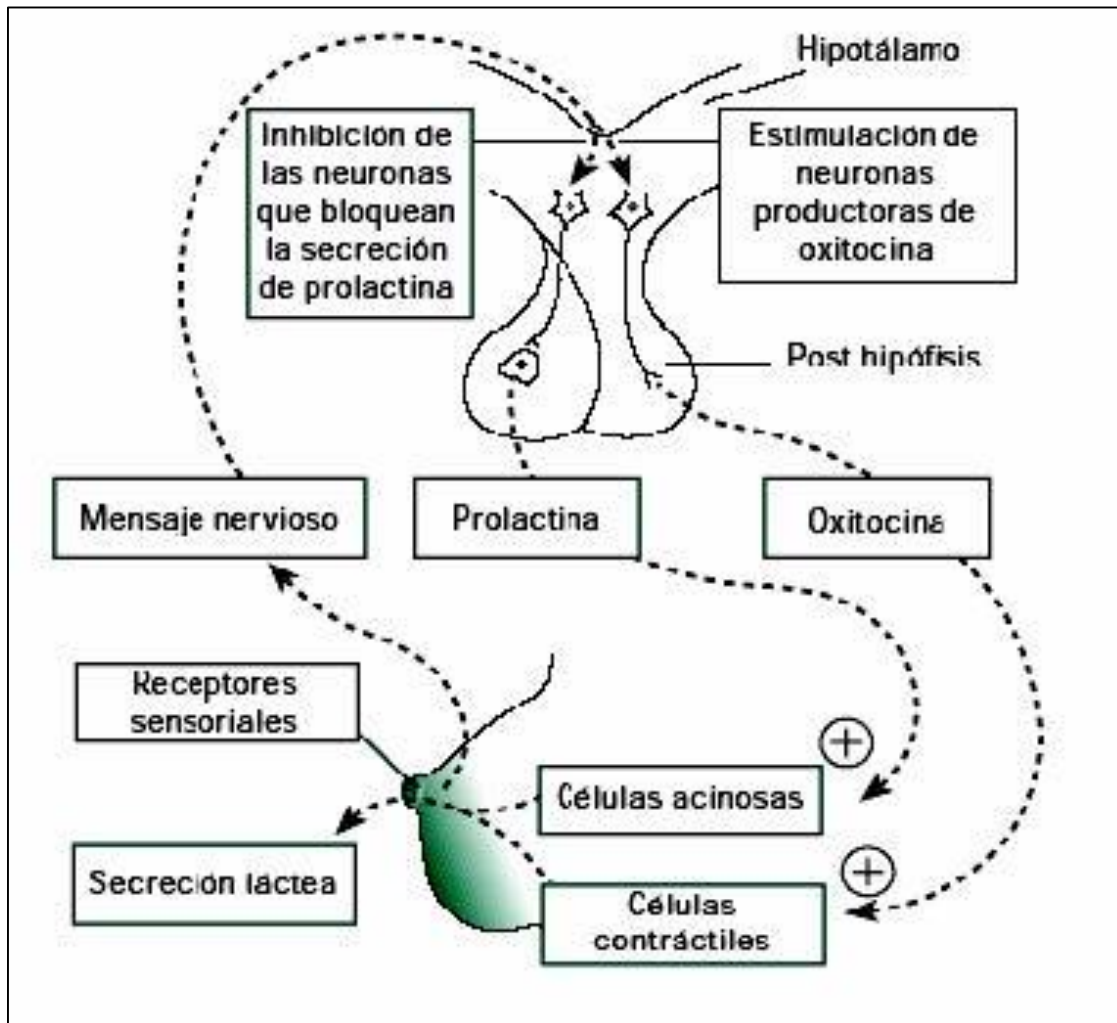 Hipotálamo
Inhibición de
las neuronas
que bloquean
la secreción
de prolactina
Estimulación de
neuronas
productoras de
oxitocina
Post hipófisis
Mensaje nervioso
Prolactina
Oxitocina
Receptores
sensoriales
Células acinosas
Secreción láctea
Células
contráctiles